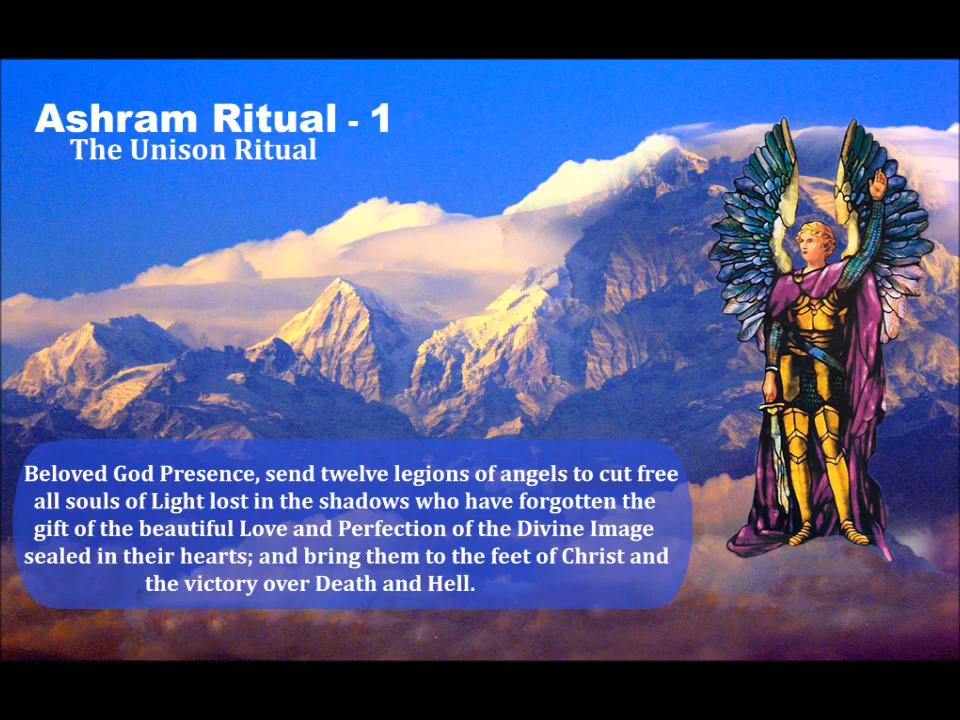 Ashram Ritual - 1
The Unison Ritual
Beloved God Presence, send twelve legions of angels to cut free
all souls of Light lost in the shadows who have forgotten the
gift of the beautiful Love and Perfection of the Divine Image
sealed in their hearts; and bring them to the feet of Christ and
the victory over Death and Hell.